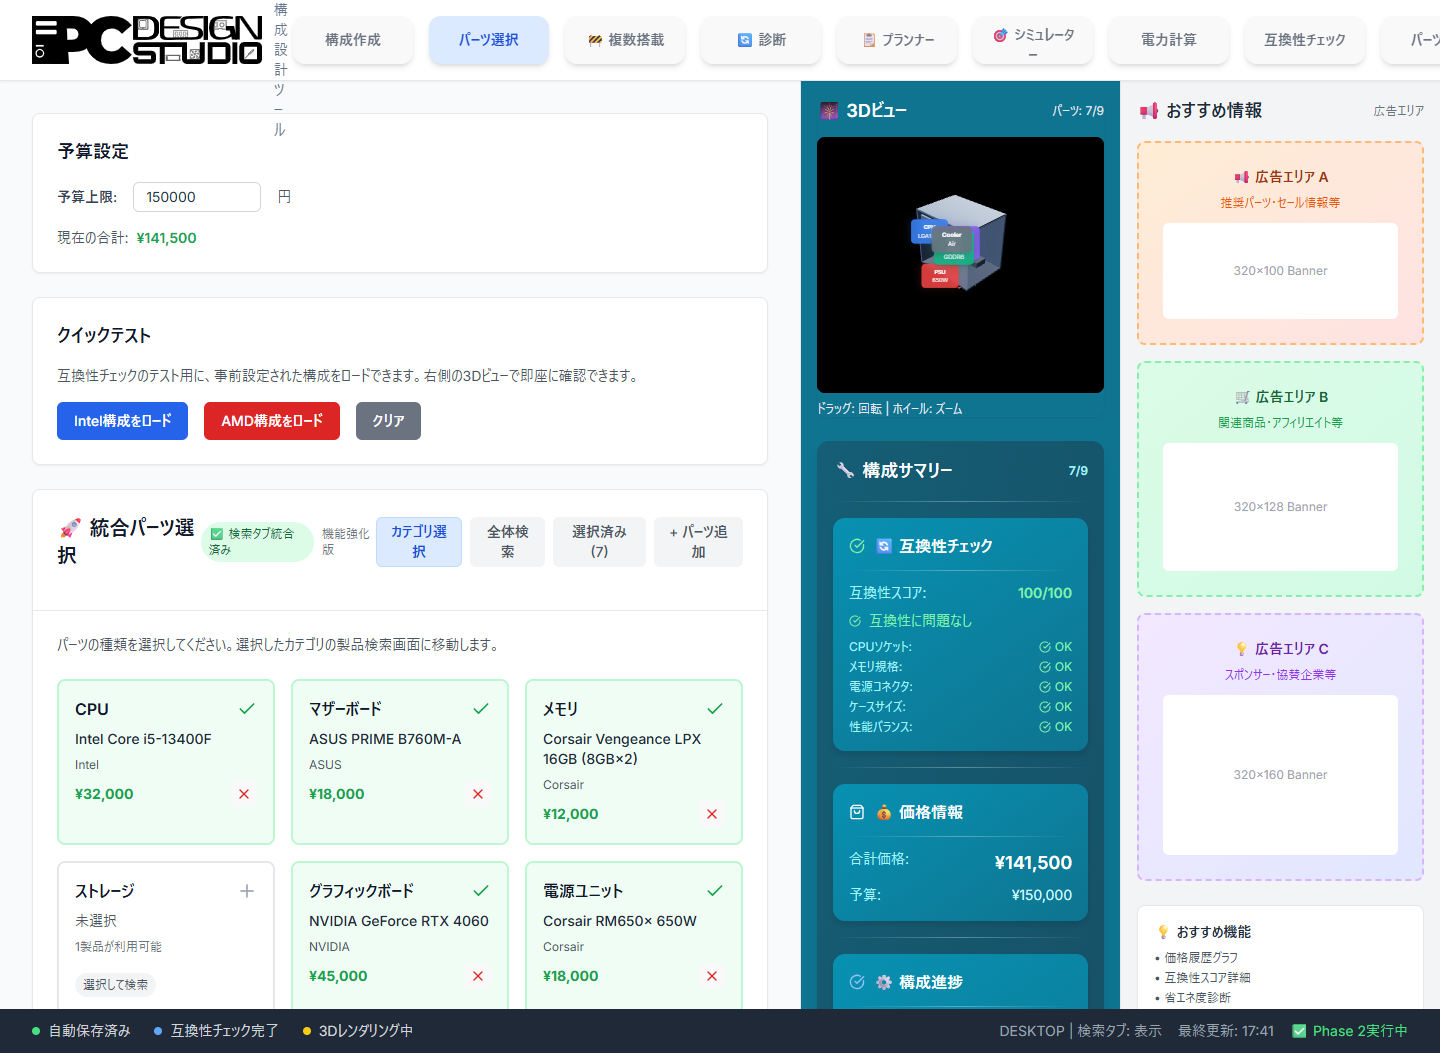 PC DESIGN STUDIO
構成設計ツール
構成作成
パーツ選択
🚧 複数搭載
🔄 診断
📋 プランナー
🎯 シミュレーター
電力計算
互換性チェック
パーツ
予算設定
予算上限: 150000 円
現在の合計: ¥141,500
クイックテスト
互換性チェックのテスト用に、事前設定された構成をロードできます。右側の3Dビューで即座に確認できます。
Intel構成をロード
AMD構成をロード
クリア
🚀 統合パーツ選択
✅ 検索タブ統合済み
機能強化版
カテゴリ選択
全体検索
選択済み (7)
+ パーツ追加
パーツの種類を選択してください。選択したカテゴリの製品検索画面に移動します。
CPU
Intel Core i5-13400F
Intel
¥32,000
マザーボード
ASUS PRIME B760M-A
ASUS
¥18,000
メモリ
Corsair Vengeance LPX
16GB (8GB×2)
Corsair
¥12,000
ストレージ
未選択
1製品が利用可能
選択して検索
グラフィックボード
NVIDIA GeForce RTX 4060
NVIDIA
¥45,000
電源ユニット
Corsair RM650× 650W
Corsair
¥18,000
🎆 3Dビュー
パーツ: 7/9
Cooler
Air
GDDR6
PSU
650W
ドラッグ: 回転 | ホイール: ズーム
🔧 構成サマリー
7/9
🔄 互換性チェック
互換性スコア: 100/100
互換性に問題なし
CPUソケット: OK
メモリ規格: OK
電源コネクタ: OK
ケースサイズ: OK
性能バランス: OK
💰 価格情報
合計価格: ¥141,500
予算: ¥150,000
⚙️ 構成進捗
📢 おすすめ情報
広告エリア
📢 広告エリア A
推奨パーツ・セール情報等
320×100 Banner
🛒 広告エリア B
関連商品・アフィリエイト等
320×128 Banner
💡 広告エリア C
スポンサー・協賛企業等
320×160 Banner
💡 おすすめ機能
• 価格履歴グラフ
• 互換性スコア詳細
• 省エネ度診断
自動保存済み
互換性チェック完了
3Dレンダリング中
DESKTOP | 検索タブ: 表示
最終更新: 17:41
✅ Phase 2実行中